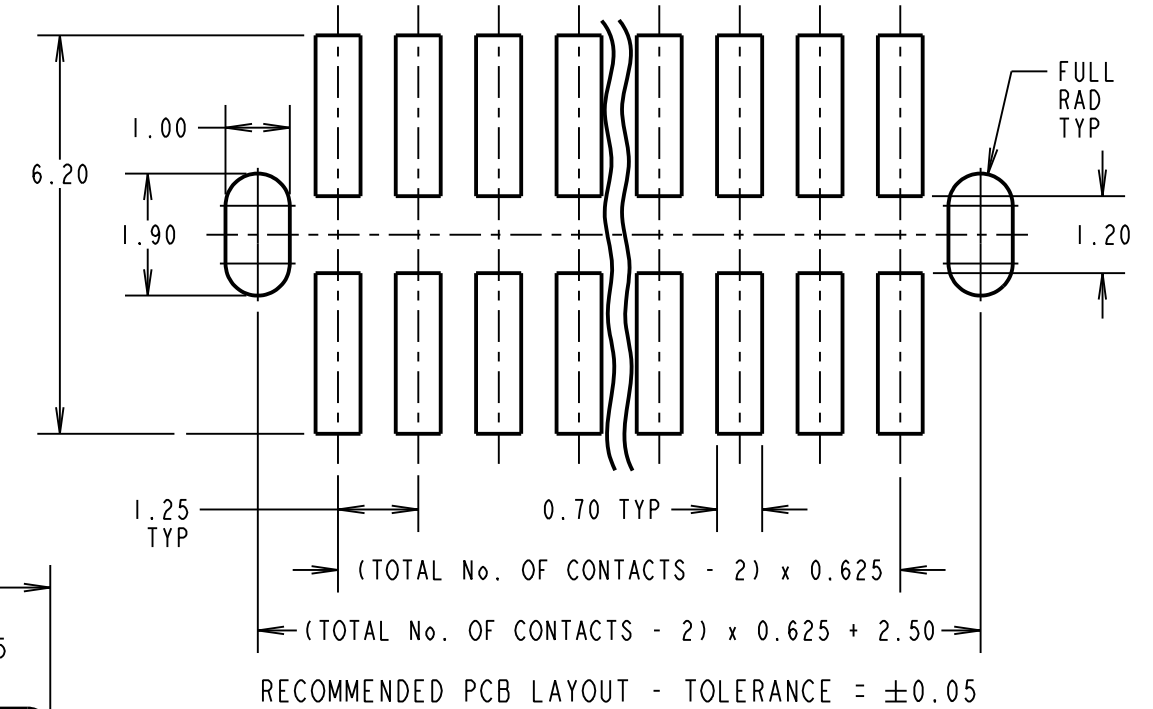 1.00
6.20
1.90
FULL
RAD
TYP
1.20
1.25
TYP
0.70 TYP
(TOTAL No. OF CONTACTS - 2) x 0.625
(TOTAL No. OF CONTACTS - 2) x 0.625 + 2.50
5
RECOMMENDED PCB LAYOUT - TOLERANCE = ±0.05